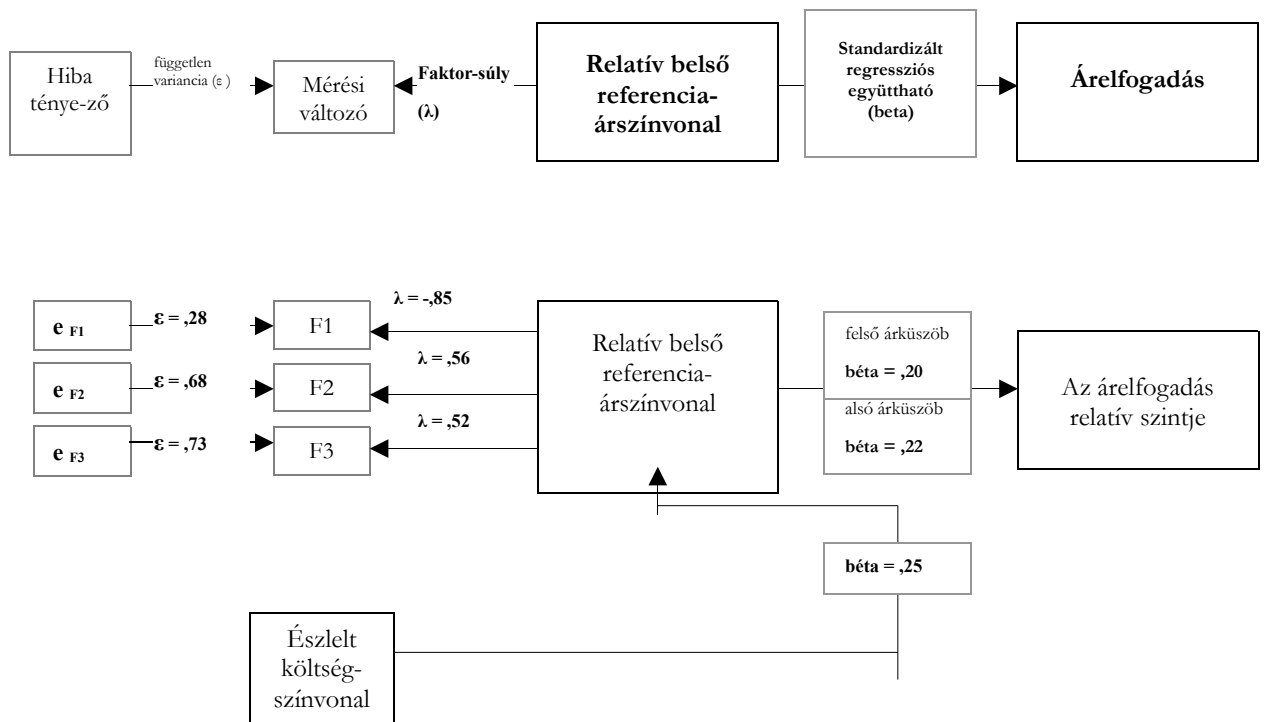 Hiba
ténye-ző
független
variancia (ε )
Mérési
változó
Faktor-súly
(λ)
Relatív belső
referencia-
árszínvonal
Standardizált
regressziós
együttható
(beta)
Árelfogadás
e F1
ε = ,28
F1
λ = -,85
e F2
ε = ,68
F2
λ = ,56
e F3
ε = ,73
F3
λ = ,52
Relatív belső
referencia-
árszínvonal
felső árküszöb
béta = ,20
alsó árküszöb
béta = ,22
Az árelfogadás
relatív szintje
béta = ,25
Észlelt
költség-
színvonal